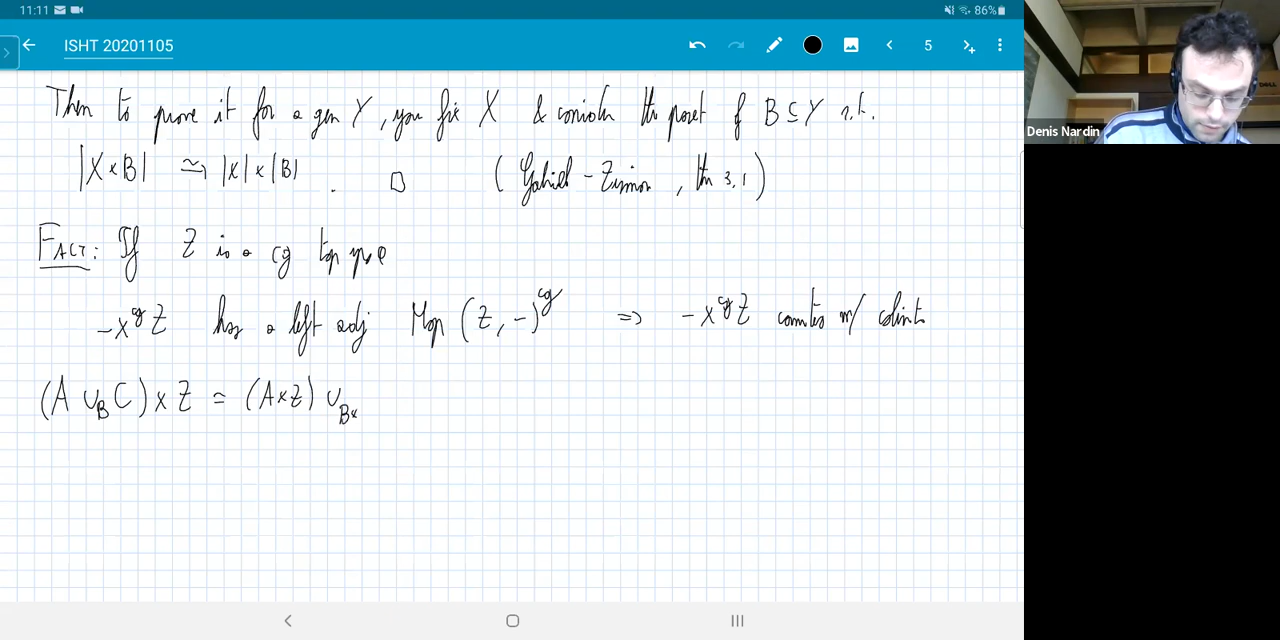 11:11
86%
ISHT 20201105
5
Then to prove it for a gen Y, you fix X & consider the poset of B ⊆ Y s.t.
|X × B| ≃→ |X| × |B| . □ (Gabriel - Zisman, thm 3.1)
FACT: If Z is a cg top space
- ×^cg Z has a left adj Map (Z, -)^cg ⇒ - ×^cg Z commutes w/ colimits
(A ∪_B C) × Z = (A × Z) ∪_B×
Denis Nardin
DELL